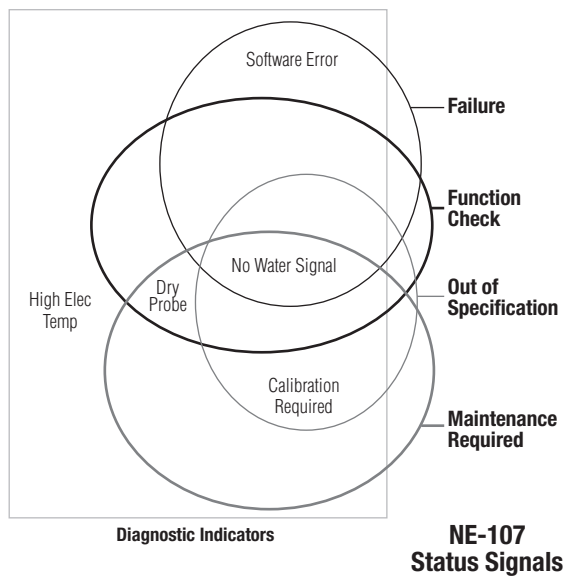 Software Error
Failure
Function
Check
No Water Signal
Dry
Probe
High Elec
Temp
Out of
Specification
Calibration
Required
Maintenance
Required
Diagnostic Indicators
NE-107
Status Signals